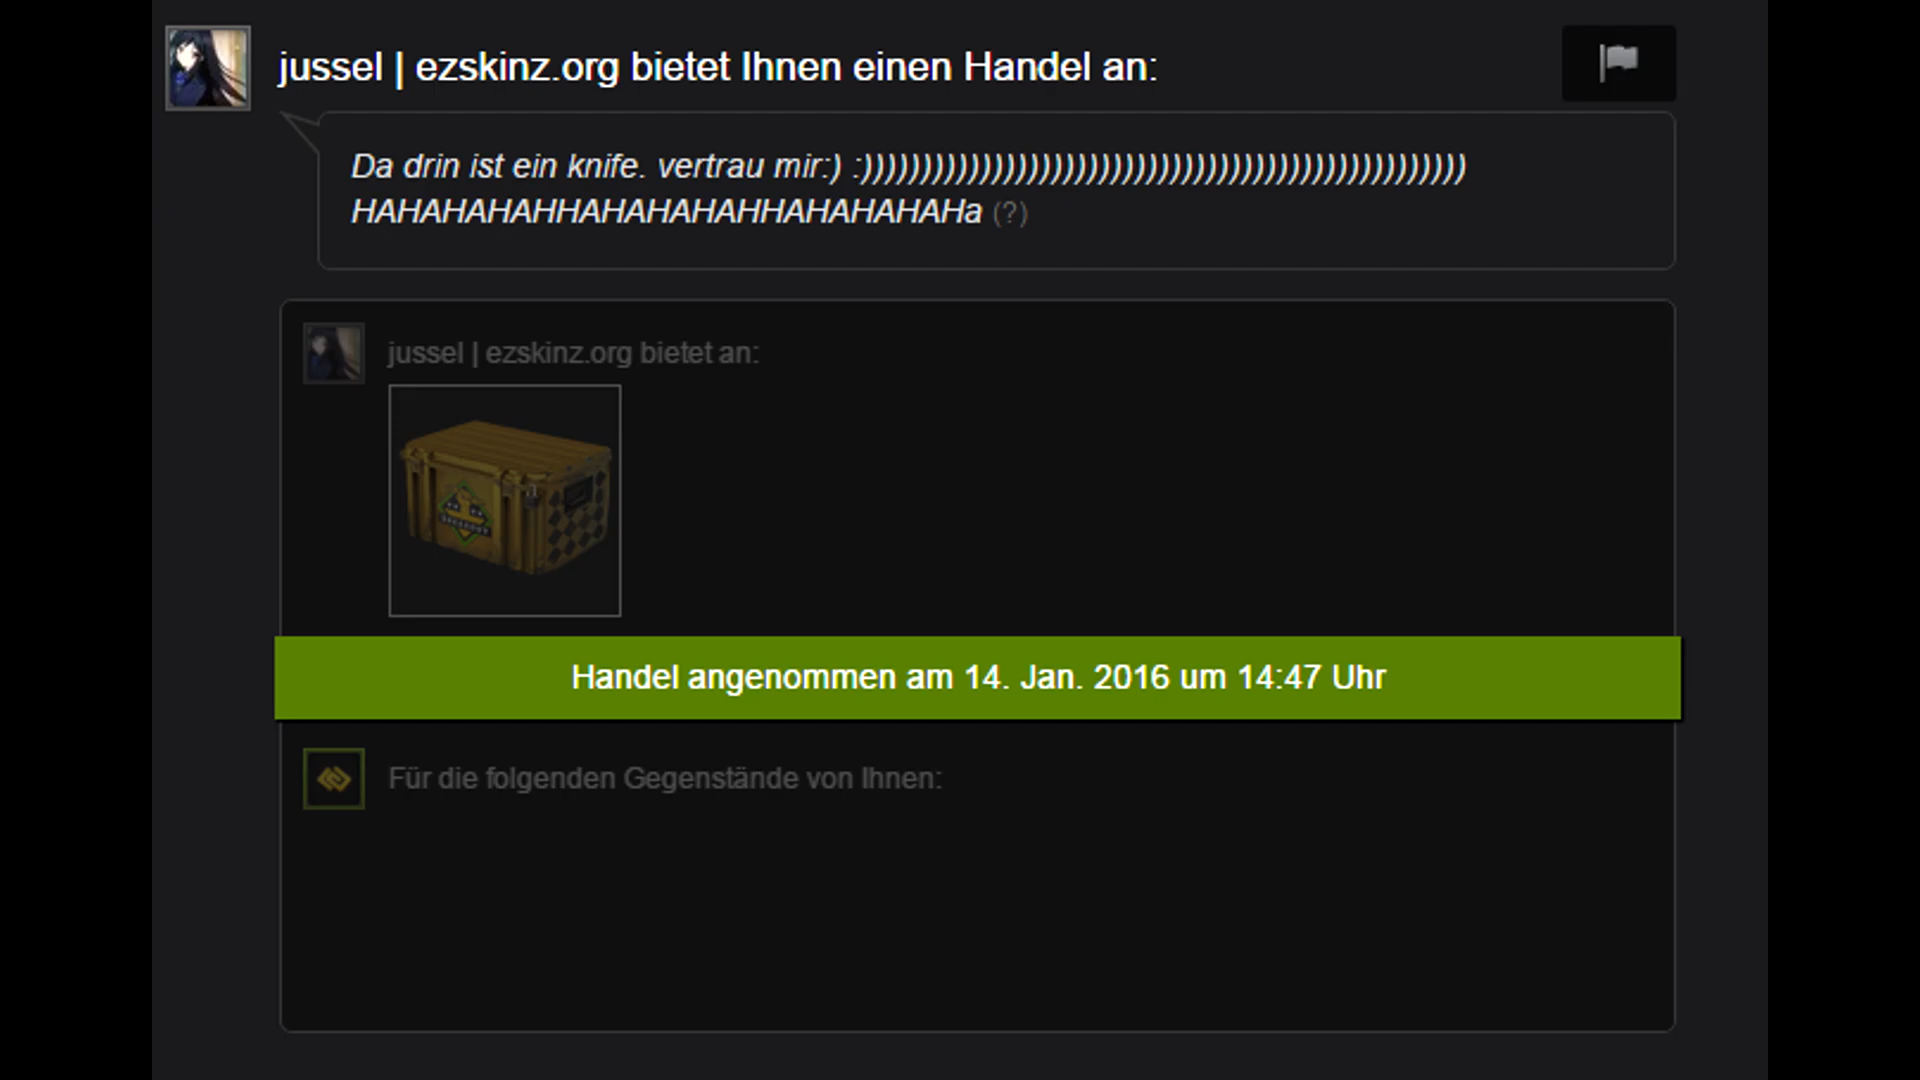 jussel | ezskinz.org bietet Ihnen einen Handel an:
Da drin ist ein knife. vertrau mir:) :))))))))))))))))))))))))))))))))))))))))))))))))))))
HAHAHAHAHHAHAHAHAHHAHAHAHAHa (?)
jussel | ezskinz.org bietet an:
Handel angenommen am 14. Jan. 2016 um 14:47 Uhr
Für die folgenden Gegenstände von Ihnen: